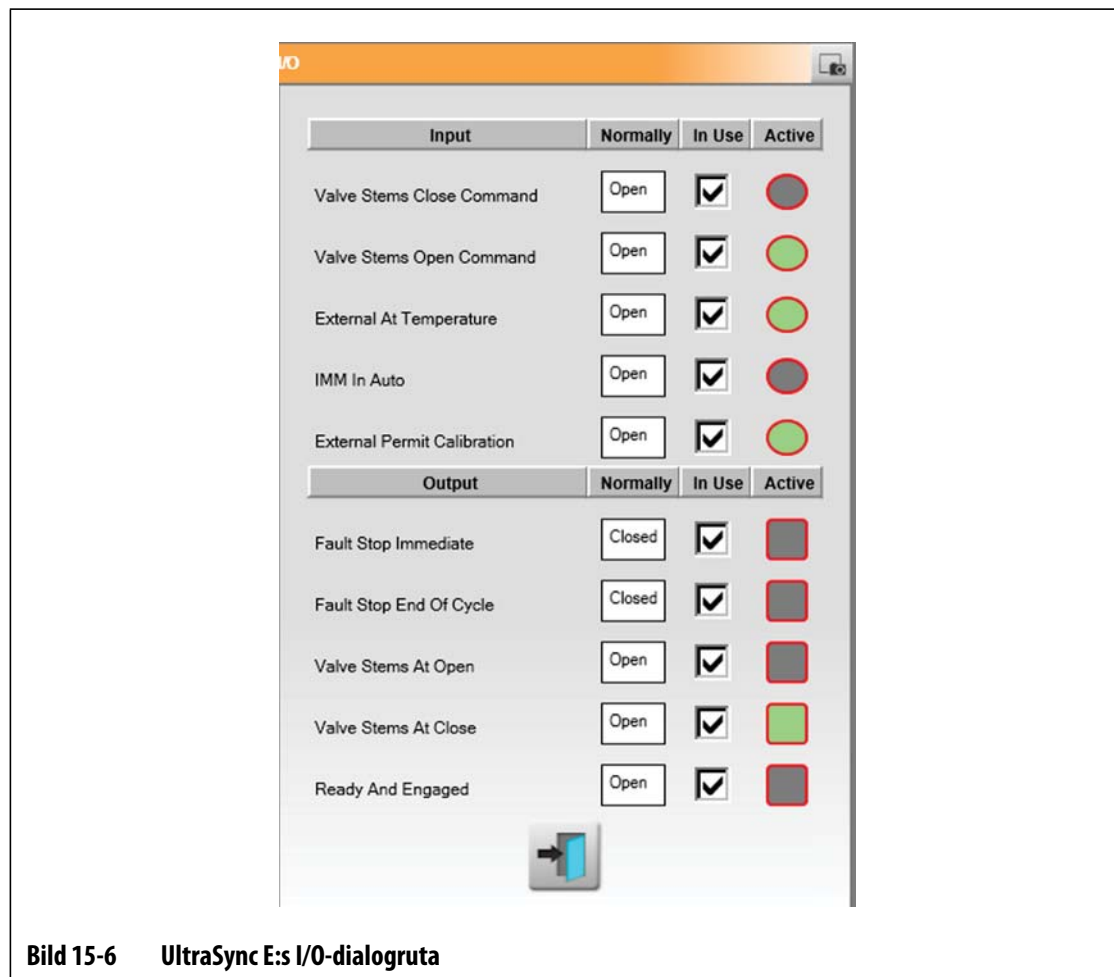 I/O
Input Normally In Use Active
Valve Stems Close Command Open
Valve Stems Open Command Open
External At Temperature Open
IMM In Auto Open
External Permit Calibration Open
Output Normally In Use Active
Fault Stop Immediate Closed
Fault Stop End Of Cycle Closed
Valve Stems At Open Open
Valve Stems At Close Open
Ready And Engaged Open
Bild 15-6 UltraSync E:s I/O-dialogruta